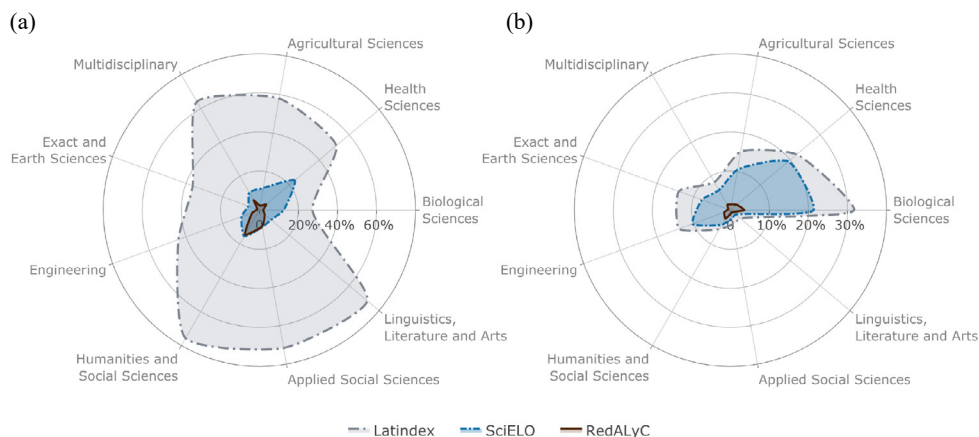 (a)
Agricultural Sciences
Multidisciplinary
Health
Sciences
Exact and
Earth Sciences
Biological
Sciences
0 20% 40% 60%
Engineering
Linguistics,
Literature and Arts
Humanities and
Social Sciences
Applied Social Sciences
(b)
Agricultural Sciences
Multidisciplinary
Health
Sciences
Exact and
Earth Sciences
Biological
Sciences
0 10% 20% 30%
Engineering
Linguistics,
Literature and Arts
Humanities and
Social Sciences
Applied Social Sciences
Latindex SciELO RedALyC